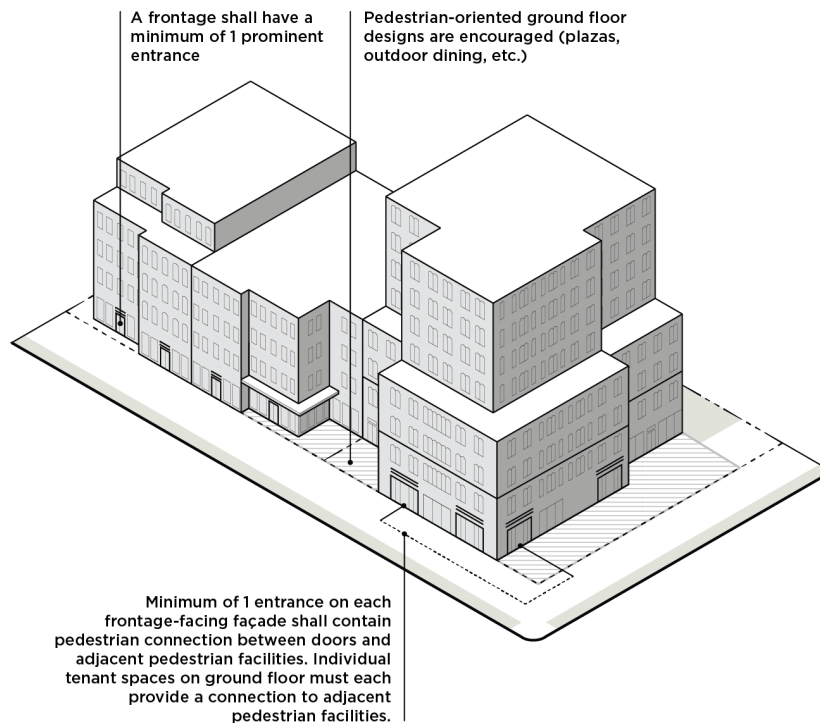 A frontage shall have a
minimum of 1 prominent
entrance
Pedestrian-oriented ground floor
designs are encouraged (plazas,
outdoor dining, etc.)
Minimum of 1 entrance on each
frontage-facing façade shall contain
pedestrian connection between doors and
adjacent pedestrian facilities. Individual
tenant spaces on ground floor must each
provide a connection to adjacent
pedestrian facilities.